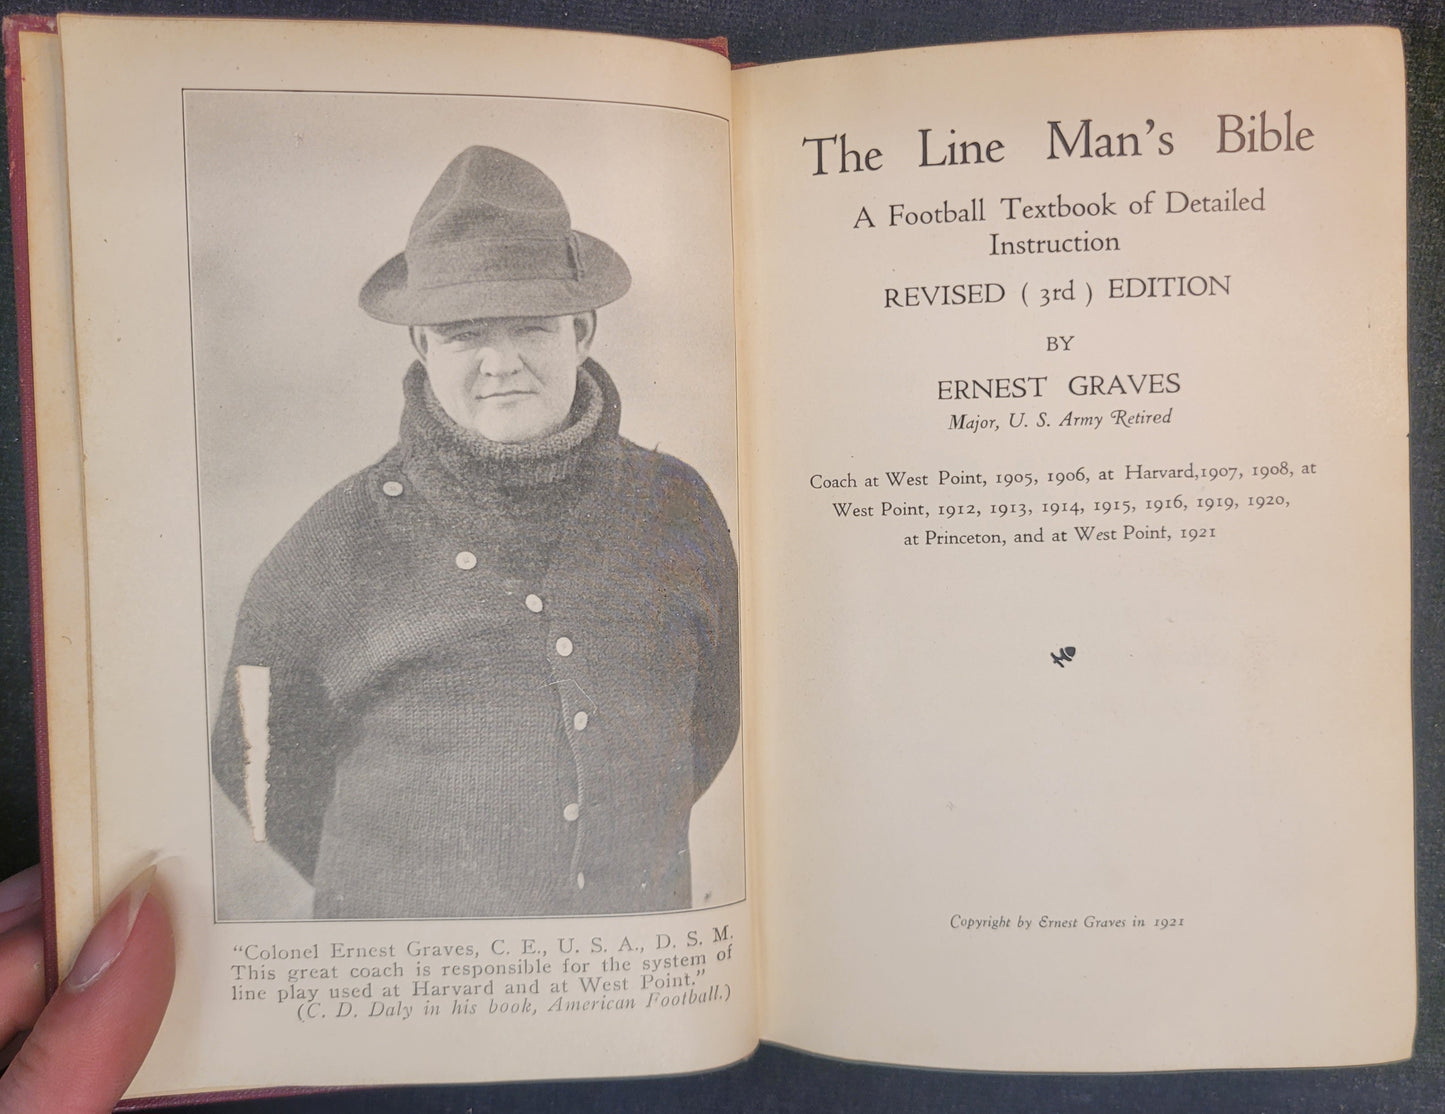 "Colonel Ernest Graves, C. E., U. S. A., D. S. M.
This great coach is responsible for the system of
line play used at Harvard and at West Point."
(C. D. Daly in his book, American Football.)
The Line Man's Bible
A Football Textbook of Detailed
Instruction
REVISED ( 3rd ) EDITION
BY
ERNEST GRAVES
Major, U. S. Army Retired
Coach at West Point, 1905, 1906, at Harvard,1907, 1908, at
West Point, 1912, 1913, 1914, 1915, 1916, 1919, 1920,
at Princeton, and at West Point, 1921
Copyright by Ernest Graves in 1921